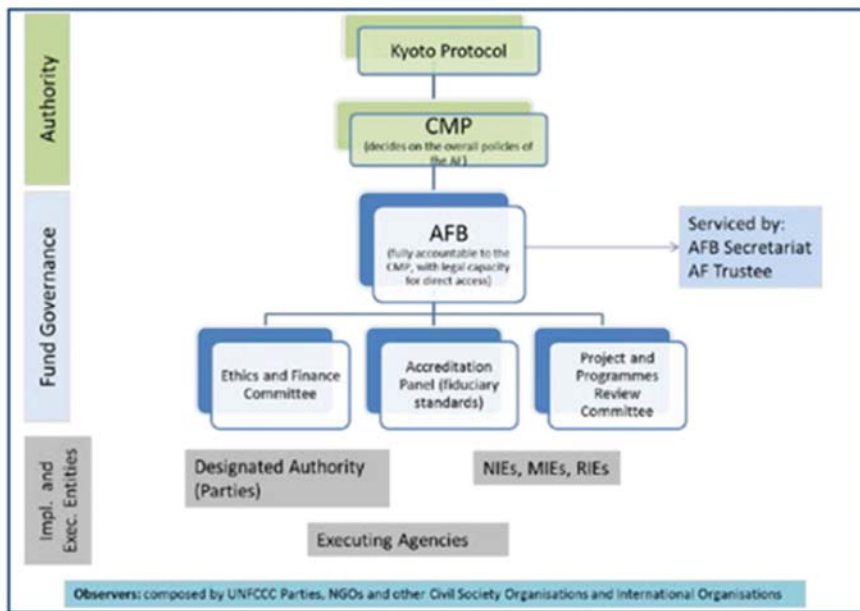 Authority
Kyoto Protocol
CMP
(decides on the overall policies of
the AF)
Fund Governance
AFB
(fully accountable to the
CMP, with legal capacity
for direct access)
Serviced by:
AFB Secretariat
AF Trustee
Ethics and Finance
Committee
Accreditation
Panel (fiduciary
standards)
Project and
Programmes
Review
Committee
Impl. and
Exec. Entities
Designated Authority
(Parties)
NIEs, MIEs, RIEs
Executing Agencies
Observers: composed by UNFCCC Parties, NGOs and other Civil Society Organisations and International Organisations